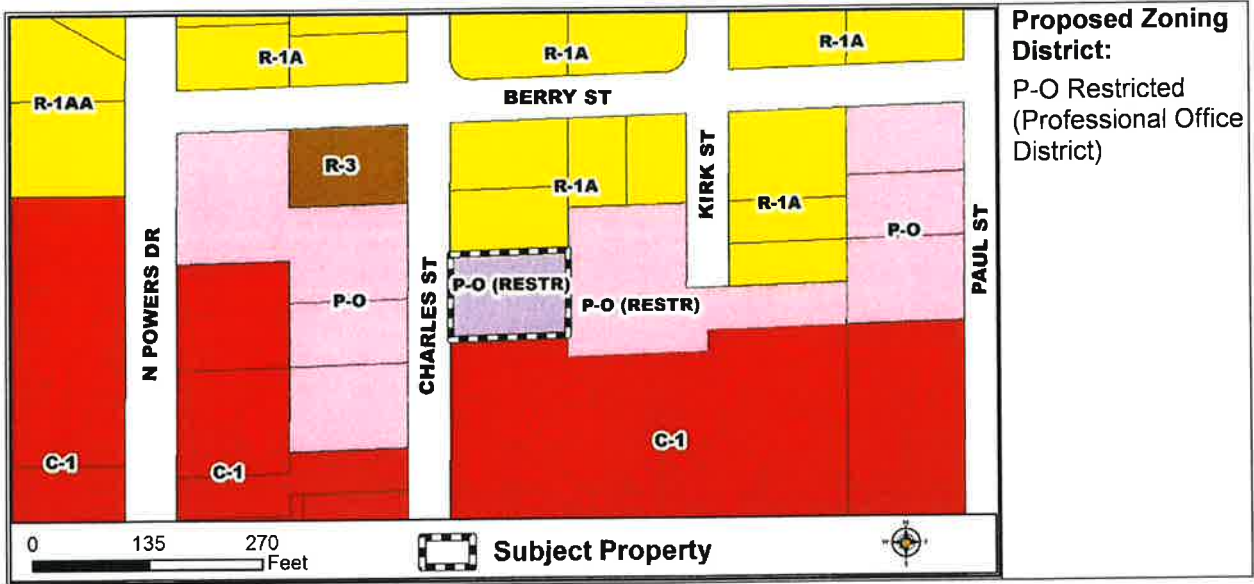 Proposed Zoning
District:
P-O Restricted
(Professional Office
District)
R-1A
R-1A
R-1A
R-1AA
BERRY ST
R-3
R-1A
KIRK ST
R-1A
P-O
PAUL ST
N POWERS DR
CHARLES ST
P-O (RESTR)
P-O
P-O (RESTR)
C-1
C-1
C-1
0 135 270
Feet
Subject Property